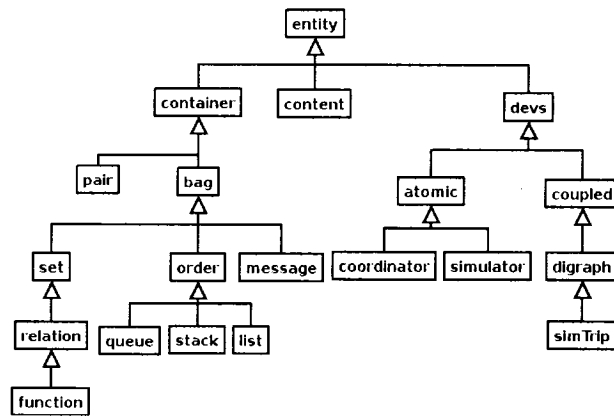 entity
container
content
devs
pair
bag
atomic
coupled
set
order
message
coordinator
simulator
digraph
relation
queue
stack
list
simTrip
function